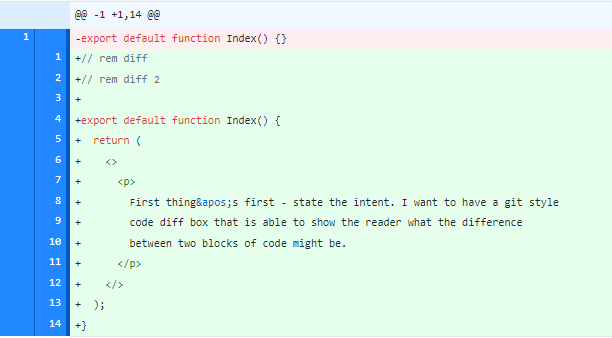 @@ -1 +1,14 @@
1 -export default function Index() {}
1 +// rem diff
2 +// rem diff 2
3 +
4 +export default function Index() {
5 +  return (
6 +    <>
7 +      <p>
8 +        First thing&apos;s first - state the intent. I want to have a git style
9 +        code diff box that is able to show the reader what the difference
10 +        between two blocks of code might be.
11 +      </p>
12 +    </>
13 +  );
14 +}